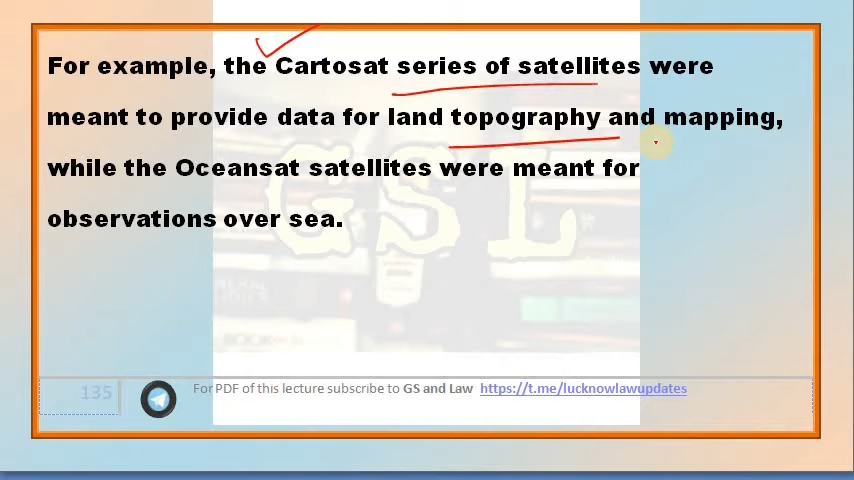 For example, the Cartosat series of satellites were
meant to provide data for land topography and mapping,
while the Oceansat satellites were meant for
observations over sea.
GSL
135
For PDF of this lecture subscribe to GS and Law https://t.me/lucknowlawupdates